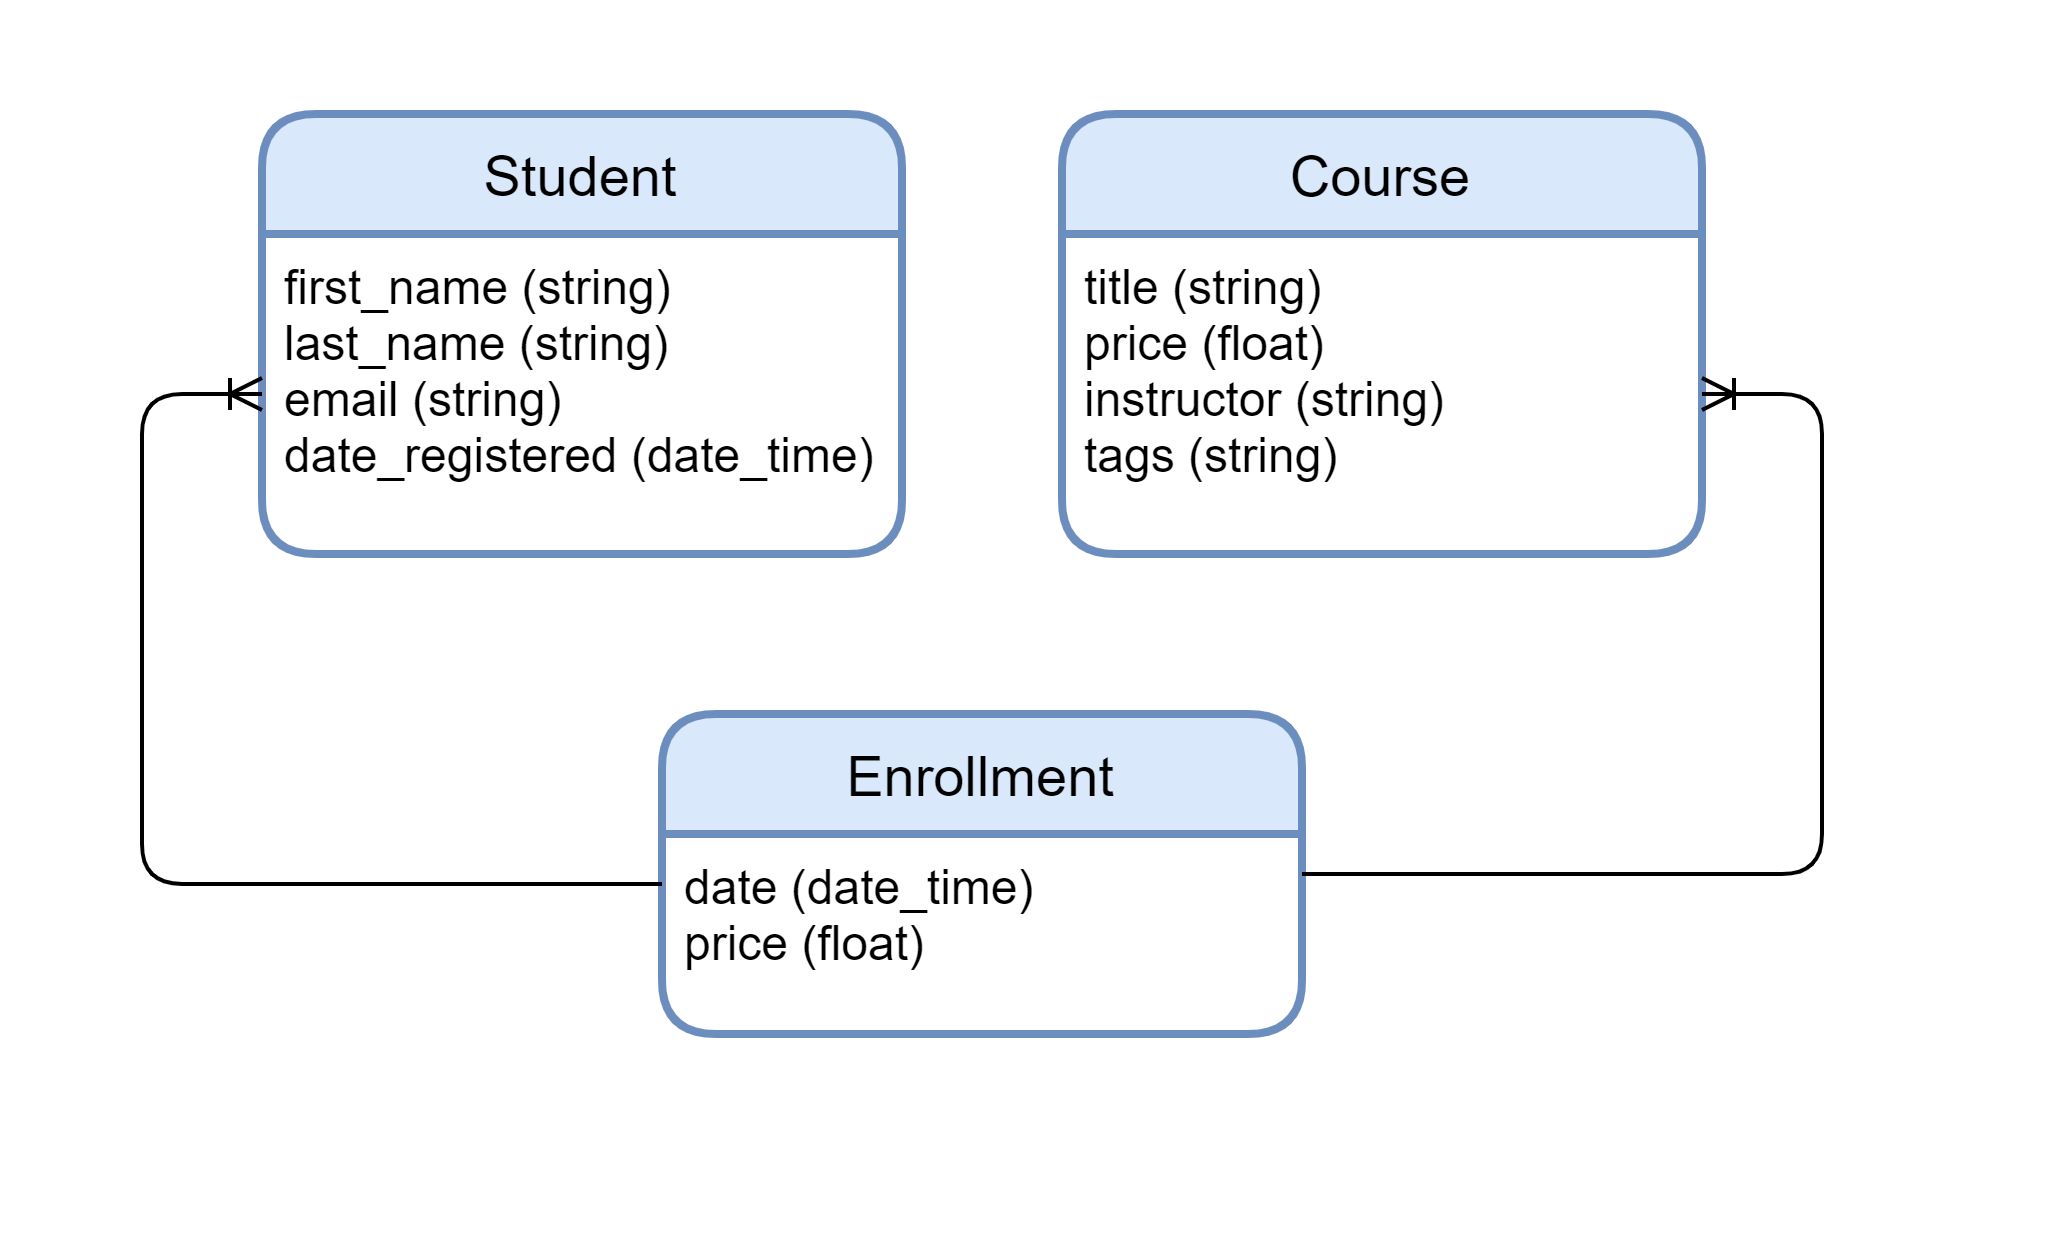 Student
first_name (string)
last_name (string)
email (string)
date_registered (date_time)
Course
title (string)
price (float)
instructor (string)
tags (string)
Enrollment
date (date_time)
price (float)